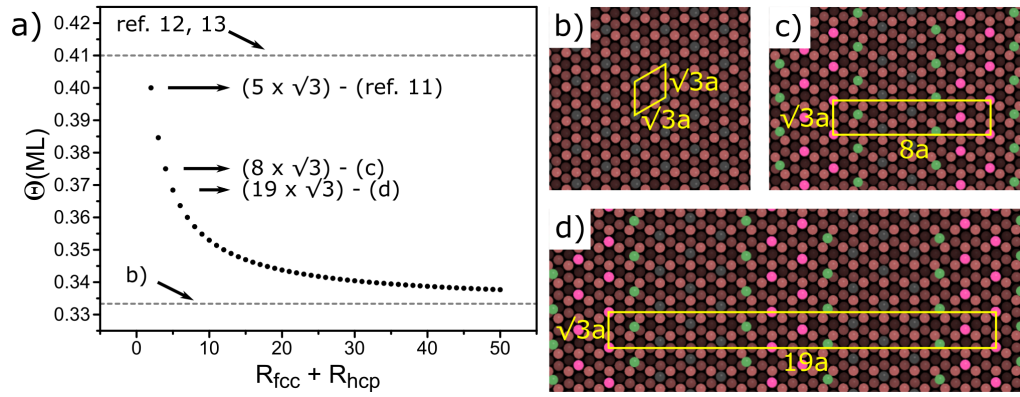 a)
ref. 12, 13
0.42
0.41
0.40
0.39
0.38
0.37
0.36
0.35
0.34
0.33
Θ(ML)
(5 x √3) - (ref. 11)
(8 x √3) - (c)
(19 x √3) - (d)
b)
0
10
20
30
40
50
Rfcc + Rhcp
b)
√3a
√3a
c)
√3a
8a
d)
√3a
19a